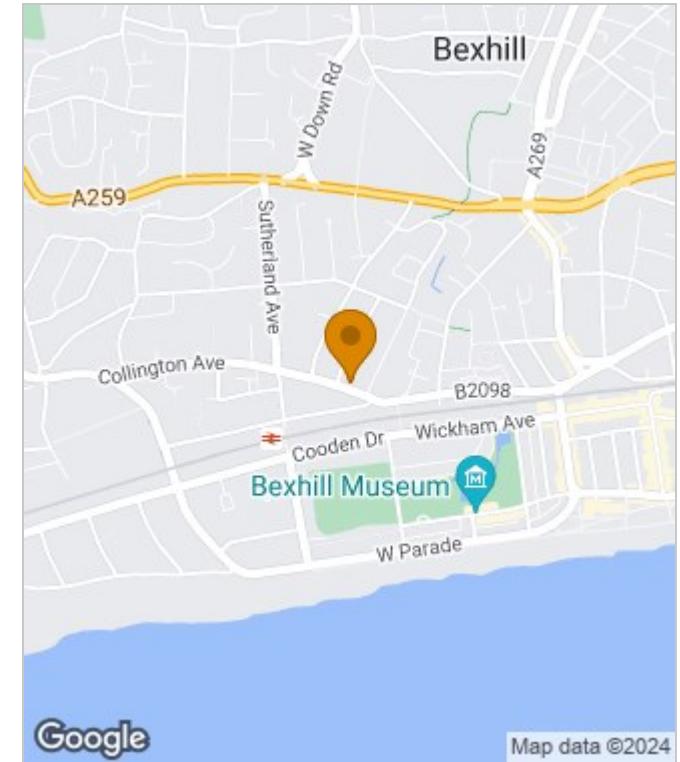 Bexhill
W Down Rd
A269
A259
Sutherland Ave
Collington Ave
B2098
Wickham Ave
Cooden Dr
Bexhill Museum
M
W Parade
Google
Map data ©2024